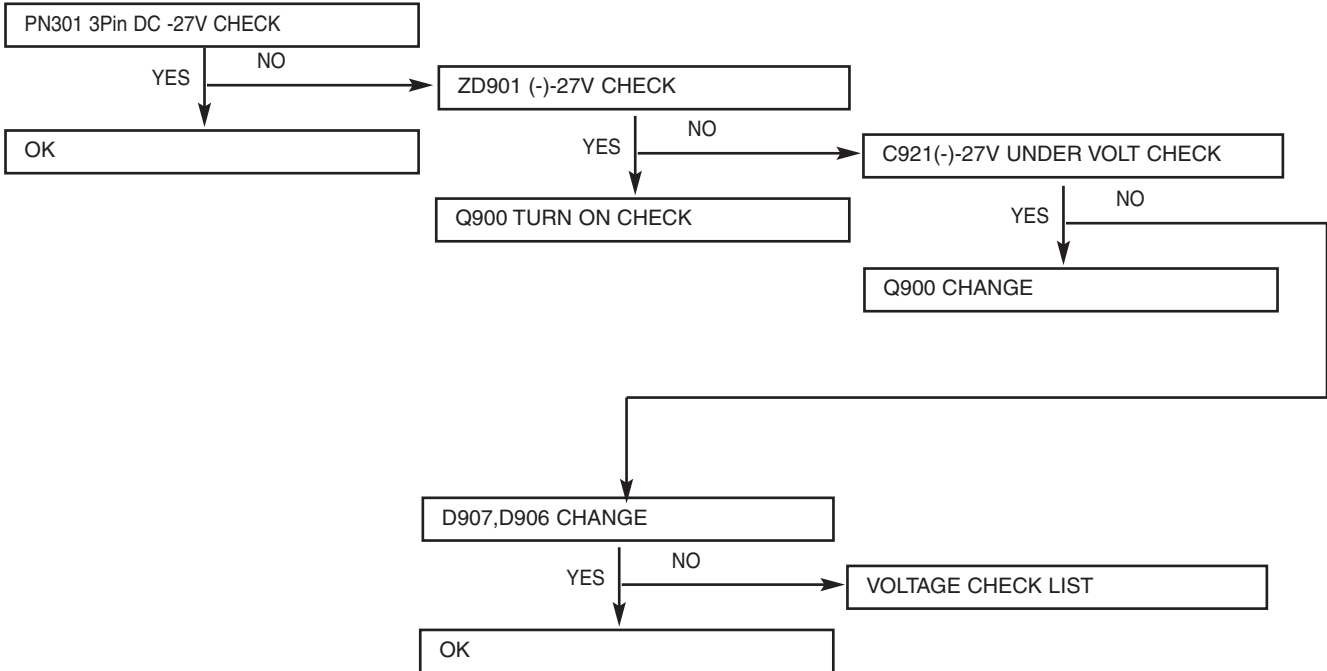 PN301 3Pin DC -27V CHECK
YES
NO
ZD901 (-)-27V CHECK
OK
YES
NO
C921(-)-27V UNDER VOLT CHECK
Q900 TURN ON CHECK
YES
NO
Q900 CHANGE
D907,D906 CHANGE
YES
NO
VOLTAGE CHECK LIST
OK